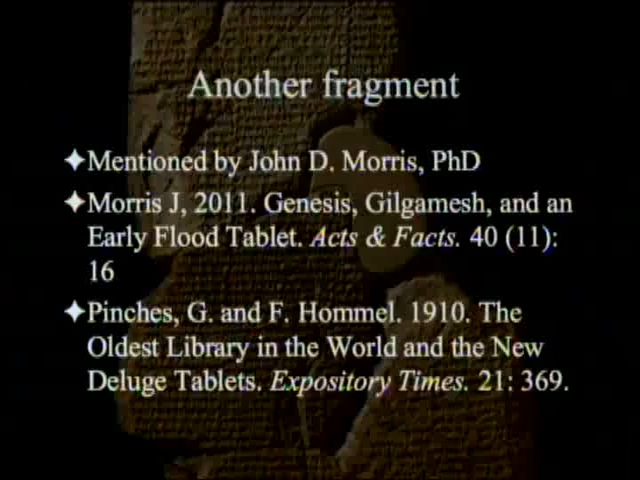 Another fragment
✦Mentioned by John D. Morris, PhD
✦Morris J, 2011. Genesis, Gilgamesh, and an
Early Flood Tablet. Acts & Facts. 40 (11):
16
✦Pinches, G. and F. Hommel. 1910. The
Oldest Library in the World and the New
Deluge Tablets. Expository Times. 21: 369.